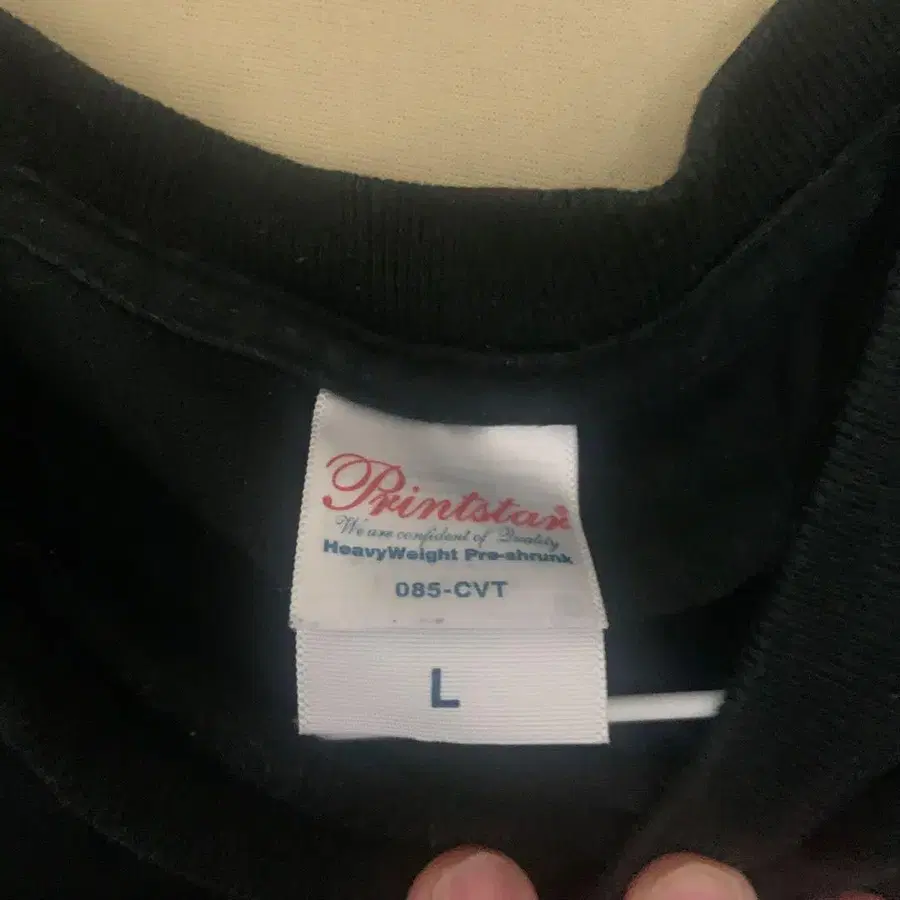 Printstar
We are confident of Quality
HeavyWeight Pre-shrunk
085-CVT
L